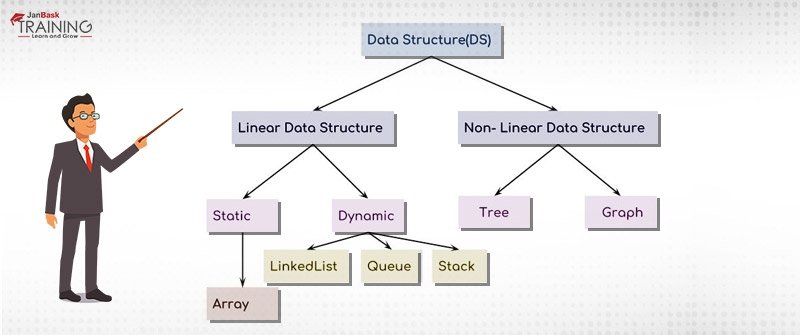 JanBask
TRAINING
Learn and Grow
Data Structure(DS)
Linear Data Structure
Non- Linear Data Structure
Static
Dynamic
Tree
Graph
LinkedList
Queue
Stack
Array